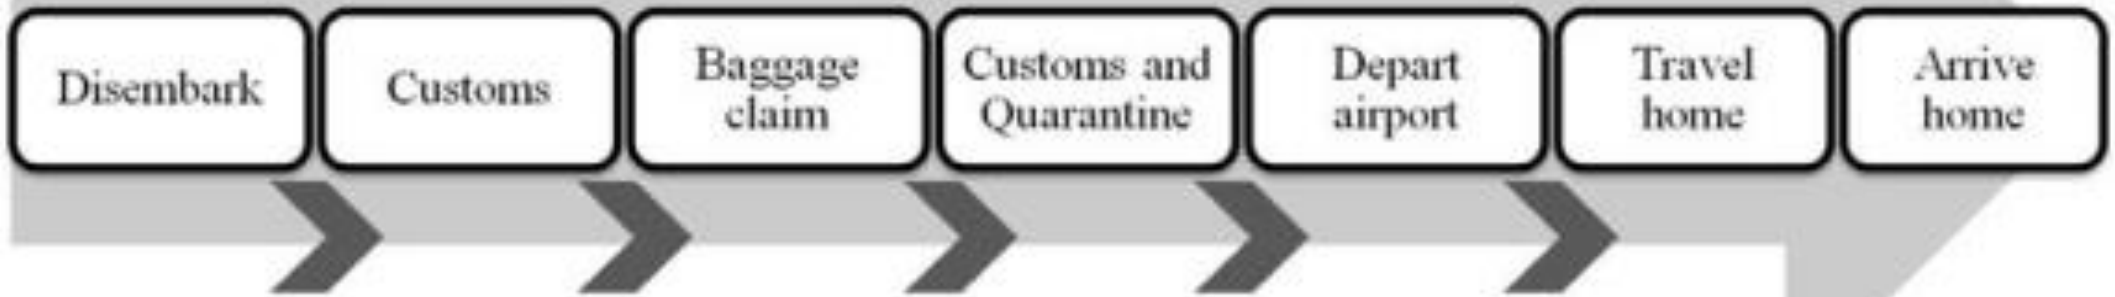 Disembark
Customs
Baggage
claim
Customs and
Quarantine
Depart
airport
Travel
home
Arrive
home